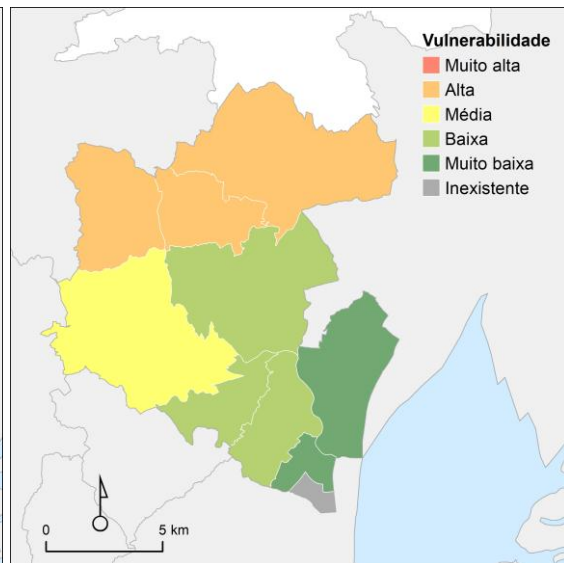 Vulnerabilidade
Muito alta
Alta
Média
Baixa
Muito baixa
Inexistente
0 5 km